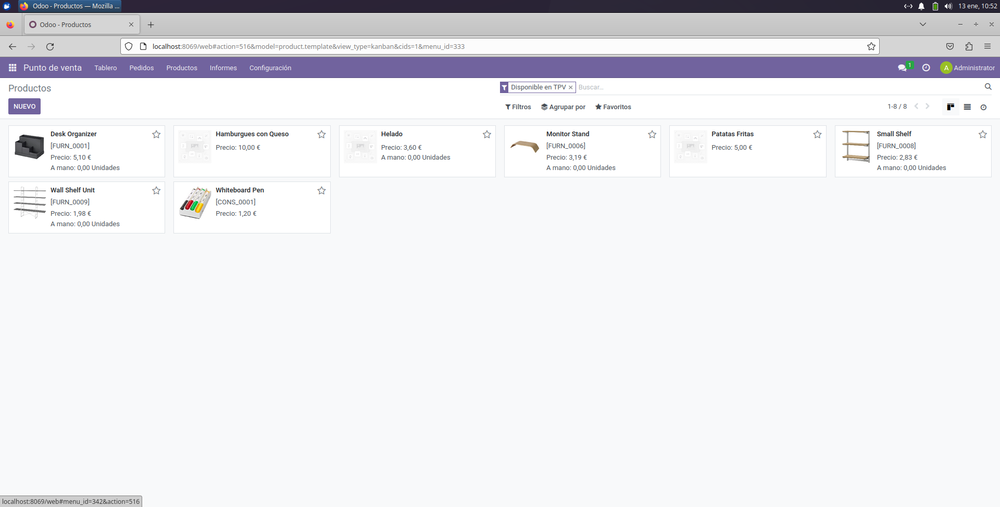 Odoo - Productos — Mozilla ...
13 ene, 10:52
Odoo - Productos
localhost:8069/web#action=516&model=product.template&view_type=kanban&cids=1&menu_id=333
Punto de venta Tablero Pedidos Productos Informes Configuración 1 A Administrator
Productos
Disponible en TPV × Buscar...
NUEVO
Filtros Agrupar por Favoritos 1-8 / 8
Desk Organizer
[FURN_0001]
Precio: 5,10 €
A mano: 0,00 Unidades
Hamburgues con Queso
Precio: 10,00 €
Helado
Precio: 3,60 €
A mano: 0,00 Unidades
Monitor Stand
[FURN_0006]
Precio: 3,19 €
A mano: 0,00 Unidades
Patatas Fritas
Precio: 5,00 €
Small Shelf
[FURN_0008]
Precio: 2,83 €
A mano: 0,00 Unidades
Wall Shelf Unit
[FURN_0009]
Precio: 1,98 €
A mano: 0,00 Unidades
Whiteboard Pen
[CONS_0001]
Precio: 1,20 €
localhost:8069/web#menu_id=342&action=516